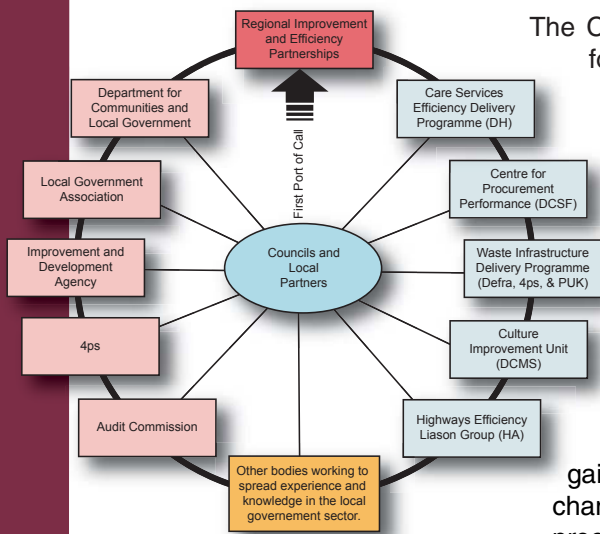 Regional Improvement
and Efficiency
Partnerships
The C
fo
Department for
Communities and
Local Government
Care Services
Efficiency Delivery
Programme (DH)
First Port of Call
Local Government
Association
Centre for
Procurement
Performance (DCSF)
Councils and
Local
Partners
Improvement and
Development
Agency
Waste Infrastructure
Delivery Programme
(Defra, 4ps, & PUK)
4ps
Culture
Improvement Unit
(DCMS)
Audit Commission
Highways Efficiency
Liason Group (HA)
Other bodies working to
spread experience and
knowledge in the local
governement sector.
gai
char